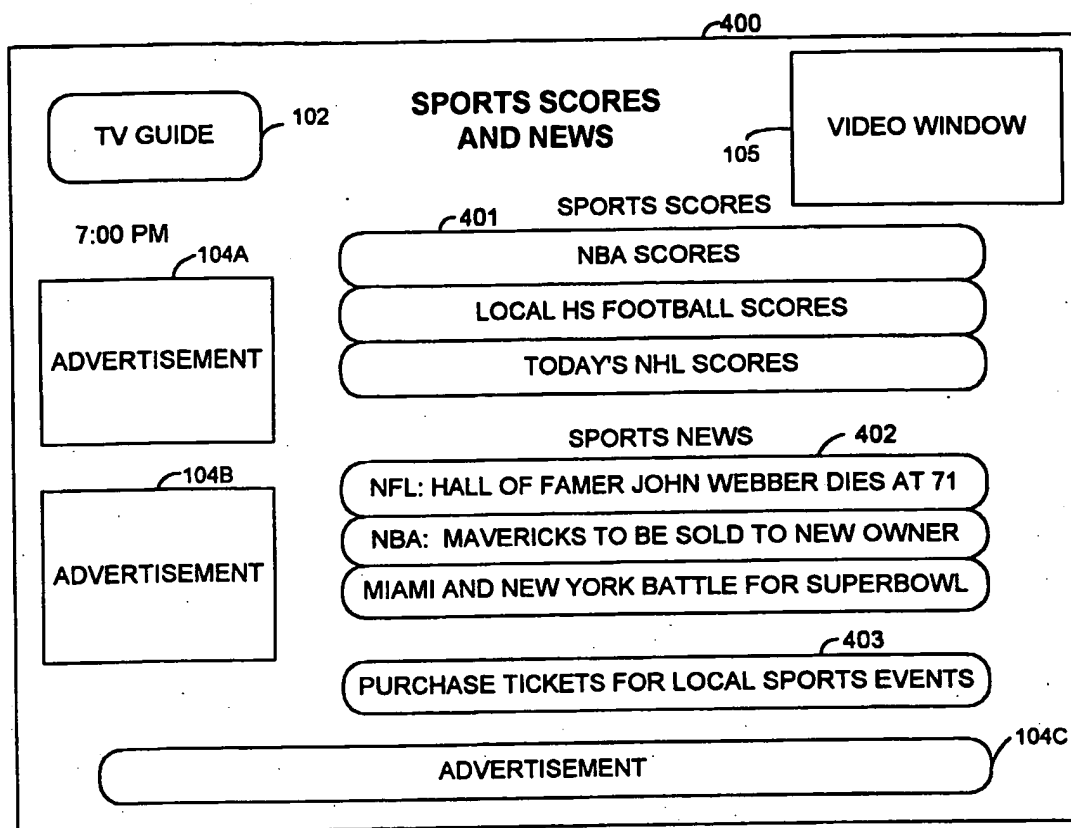 400
TV GUIDE
102
SPORTS SCORES
AND NEWS
105
VIDEO WINDOW
7:00 PM
SPORTS SCORES
401
NBA SCORES
LOCAL HS FOOTBALL SCORES
TODAY'S NHL SCORES
104A
ADVERTISEMENT
SPORTS NEWS
402
NFL: HALL OF FAMER JOHN WEBBER DIES AT 71
NBA: MAVERICKS TO BE SOLD TO NEW OWNER
MIAMI AND NEW YORK BATTLE FOR SUPERBOWL
104B
ADVERTISEMENT
403
PURCHASE TICKETS FOR LOCAL SPORTS EVENTS
104C
ADVERTISEMENT